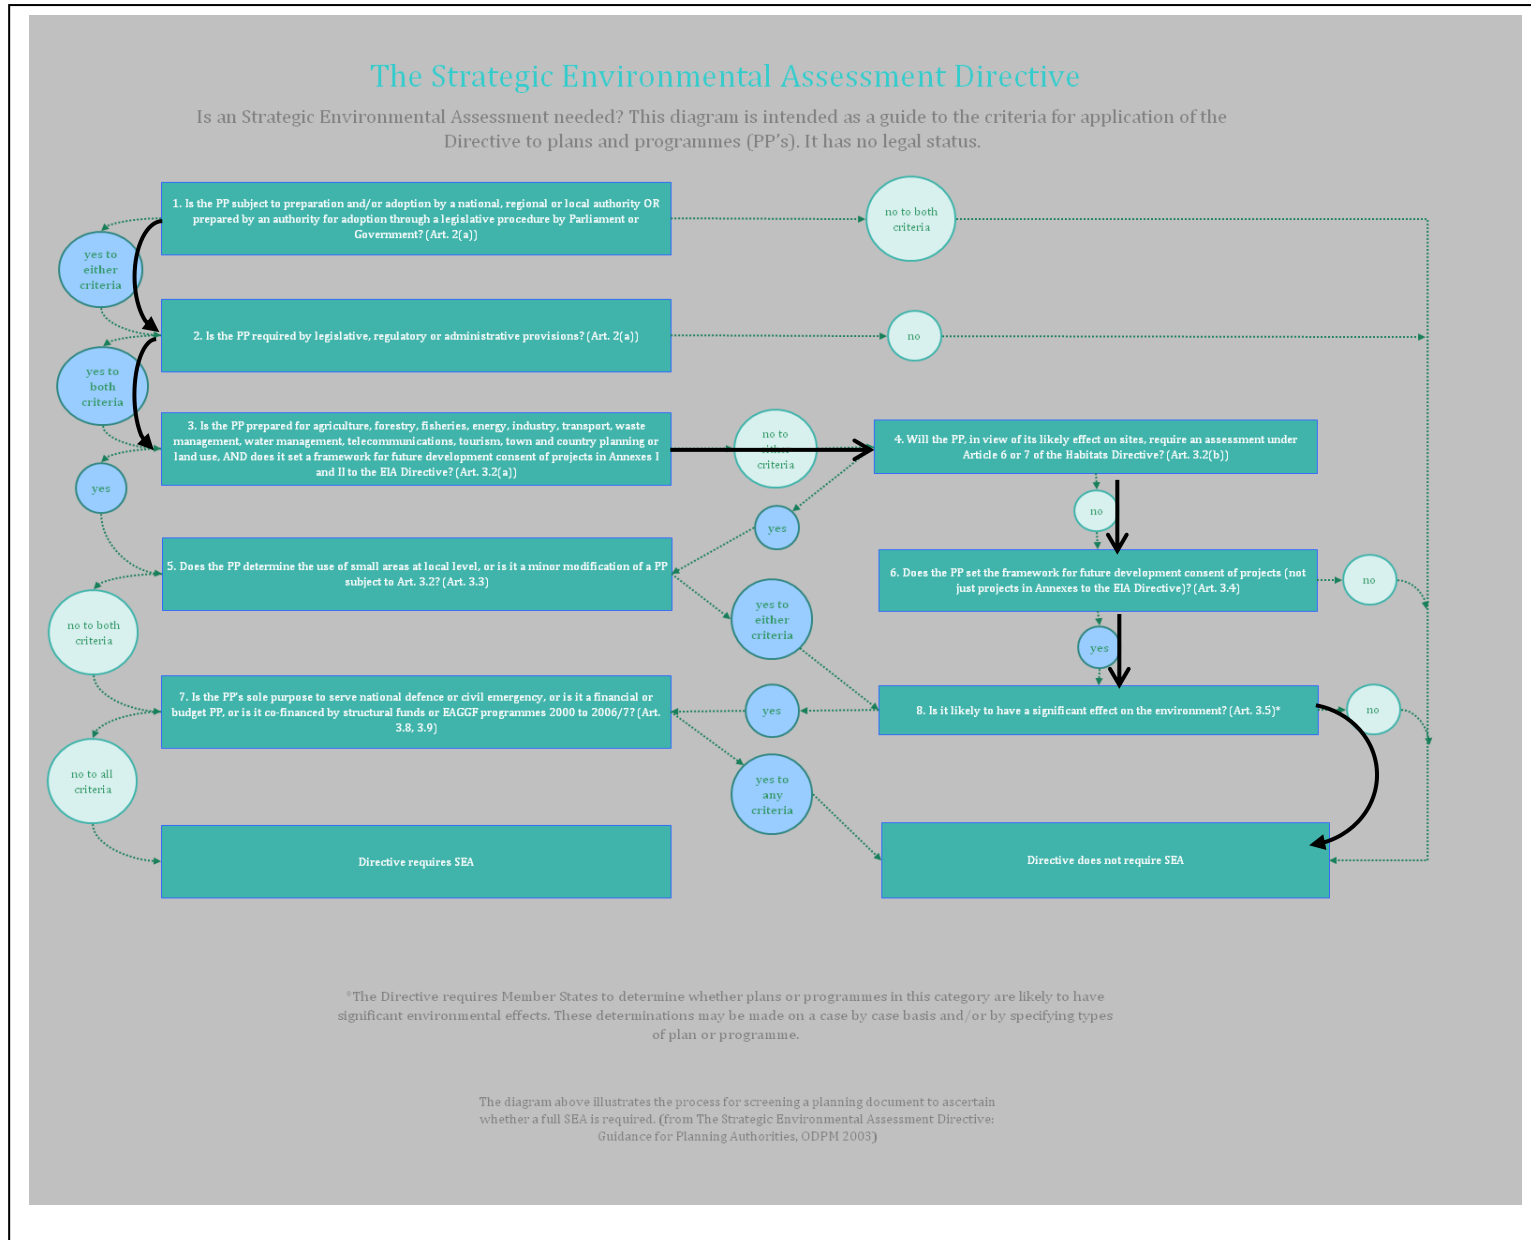 The Strategic Environmental Assessment Directive
Is an Strategic Environmental Assessment needed? This diagram is intended as a guide to the criteria for application of the
Directive to plans and programmes (PP's). It has no legal status.
1. Is the PP subject to preparation and/or adoption by a national, regional or local authority OR
prepared by an authority for adoption through a legislative procedure by Parliament or
Government? (Art. 2(a))
no to both
criteria
yes to
either
criteria
2. Is the PP required by legislative, regulatory or administrative provisions? (Art. 2(a))
no
yes to
both
criteria
3. Is the PP prepared for agriculture, forestry, fisheries, energy, industry, transport, waste
management, water management, telecommunications, tourism, town and country planning or
land use, AND does it set a framework for future development consent of projects in Annexes I
and II to the EIA Directive? (Art. 3.2(a))
no to
either
criteria
4. Will the PP, in view of its likely effect on sites, require an assessment under
Article 6 or 7 of the Habitats Directive? (Art. 3.2(b))
yes
yes
no
5. Does the PP determine the use of small areas at local level, or is it a minor modification of a PP
subject to Art. 3.2? (Art. 3.3)
6. Does the PP set the framework for future development consent of projects (not
just projects in Annexes to the EIA Directive)? (Art. 3.4)
no
no to both
criteria
yes to
either
criteria
yes
7. Is the PP's sole purpose to serve national defence or civil emergency, or is it a financial or
budget PP, or is it co-financed by structural funds or EAGGF programmes 2000 to 2006/7? (Art.
3.8, 3.9)
yes
8. Is it likely to have a significant effect on the environment? (Art. 3.5)*
no
no to all
criteria
yes to
any
criteria
Directive requires SEA
Directive does not require SEA
*The Directive requires Member States to determine whether plans or programmes in this category are likely to have
significant environmental effects. These determinations may be made on a case by case basis and/or by specifying types
of plan or programme.
The diagram above illustrates the process for screening a planning document to ascertain
whether a full SEA is required. (from The Strategic Environmental Assessment Directive:
Guidance for Planning Authorities, ODPM 2003)